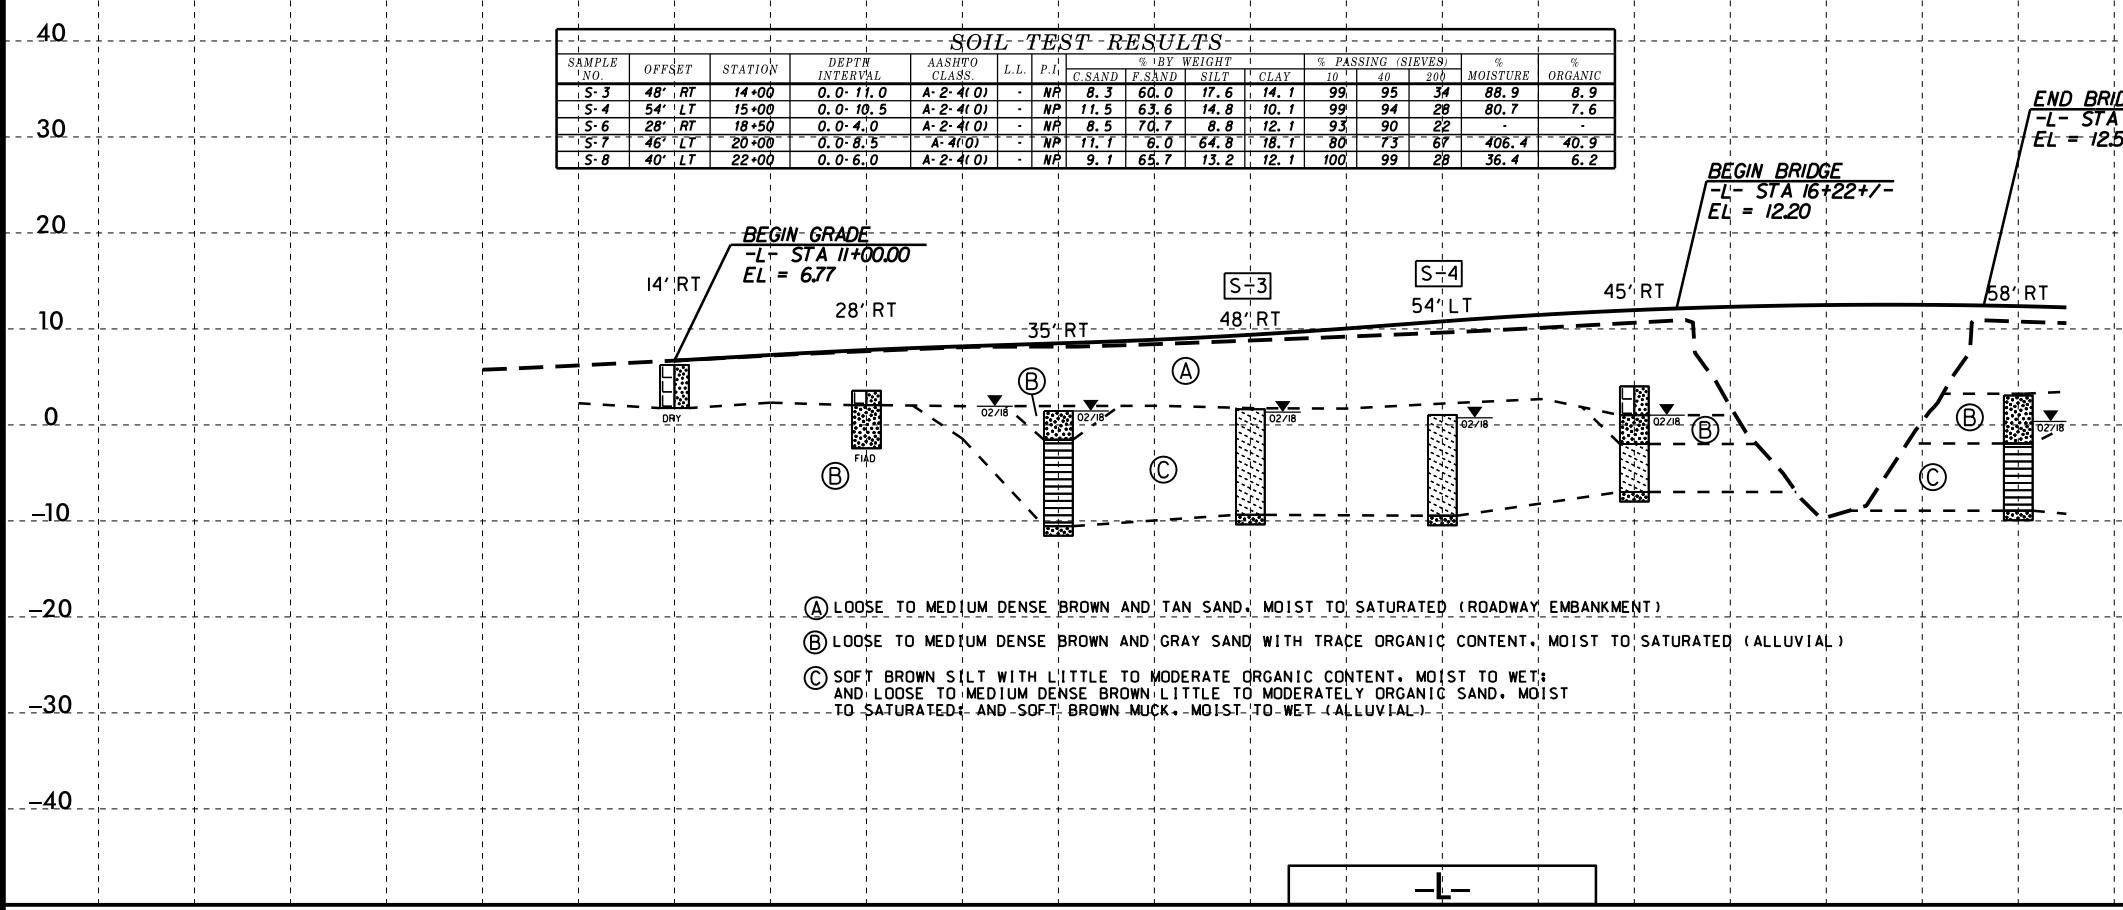 40
30
20
10
0
-10
-20
-30
-40
SOIL TEST RESULTS
SAMPLE NO. OFFSET STATION DEPTH INTERVAL AASHTO CLASS. L.L. P.I. % BY WEIGHT C.SAND F.SAND SILT CLAY % PASSING (SIEVES) 10 40 200 % MOISTURE % ORGANIC
S-3 48' RT 14+00 0.0-11.0 A-2-4(0) - NP 8.3 60.0 17.6 14.1 99 95 34 88.9 8.9
S-4 54' LT 15+00 0.0-10.5 A-2-4(0) - NP 11.5 63.6 14.8 10.1 99 94 28 80.7 7.6
S-6 28' RT 18+50 0.0-4.0 A-2-4(0) - NP 8.5 70.7 8.8 12.1 93 90 22 - -
S-7 46' LT 20+00 0.0-8.5 A-4(0) - NP 11.1 6.0 64.8 18.1 80 73 67 406.4 40.9
S-8 40' LT 22+00 0.0-6.0 A-2-4(0) - NP 9.1 65.7 13.2 12.1 100 99 28 36.4 6.2
END BRID
-L- STA
EL = 12.5
BEGIN BRIDGE
-L- STA 16+22+/-
EL = 12.20
BEGIN GRADE
-L- STA 11+00.00
EL = 6.77
14' RT
28' RT
35' RT
S-3
48' RT
S-4
54' LT
45' RT
58' RT
A
B
B
C
B
B
C
DRY
FIAD
02/18
02/18
02/18
02/18
02/18
02/18
A LOOSE TO MEDIUM DENSE BROWN AND TAN SAND, MOIST TO SATURATED (ROADWAY EMBANKMENT)
B LOOSE TO MEDIUM DENSE BROWN AND GRAY SAND WITH TRACE ORGANIC CONTENT, MOIST TO SATURATED (ALLUVIAL)
C SOFT BROWN SILT WITH LITTLE TO MODERATE ORGANIC CONTENT, MOIST TO WET;
AND LOOSE TO MEDIUM DENSE BROWN LITTLE TO MODERATELY ORGANIC SAND, MOIST
TO SATURATED; AND SOFT BROWN MUCK, MOIST TO WET (ALLUVIAL)
-L-